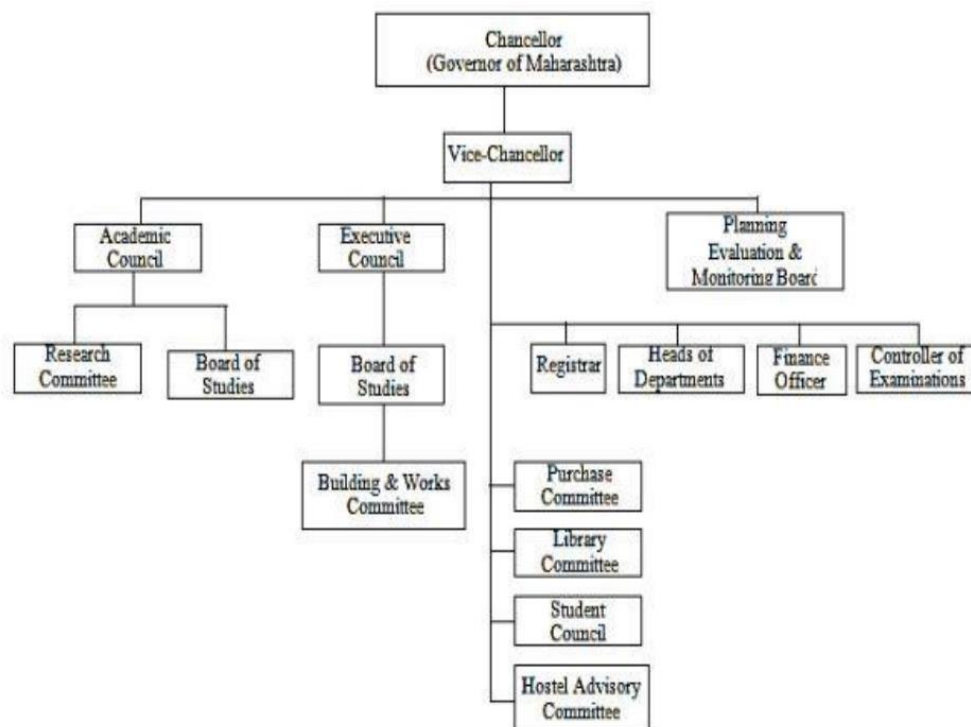 Chancellor
(Governor of Maharashtra)
Vice-Chancellor
Academic
Council
Executive
Council
Planning
Evaluation &
Monitoring Board
Research
Committee
Board of
Studies
Board of
Studies
Registrar
Heads of
Departments
Finance
Officer
Controller of
Examinations
Building & Works
Committee
Purchase
Committee
Library
Committee
Student
Council
Hostel Advisory
Committee